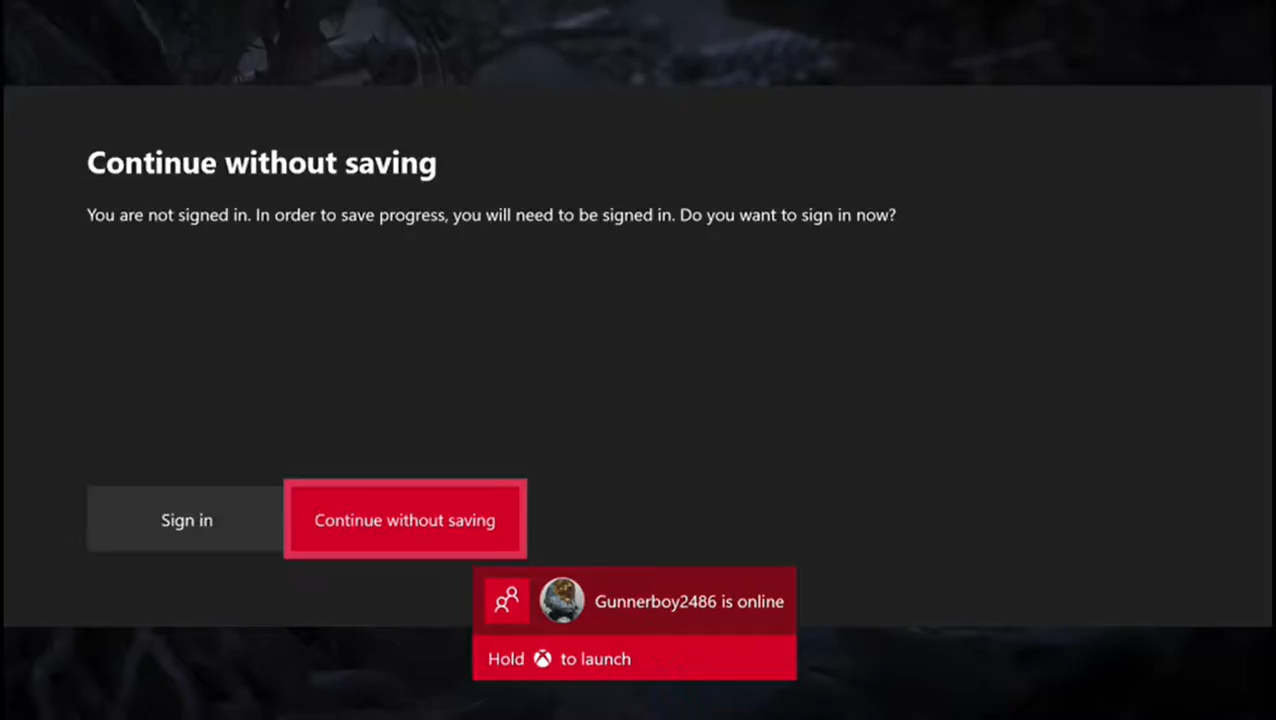 Continue without saving
You are not signed in. In order to save progress, you will need to be signed in. Do you want to sign in now?
Sign in
Continue without saving
Gunnerboy2486 is online
Hold to launch